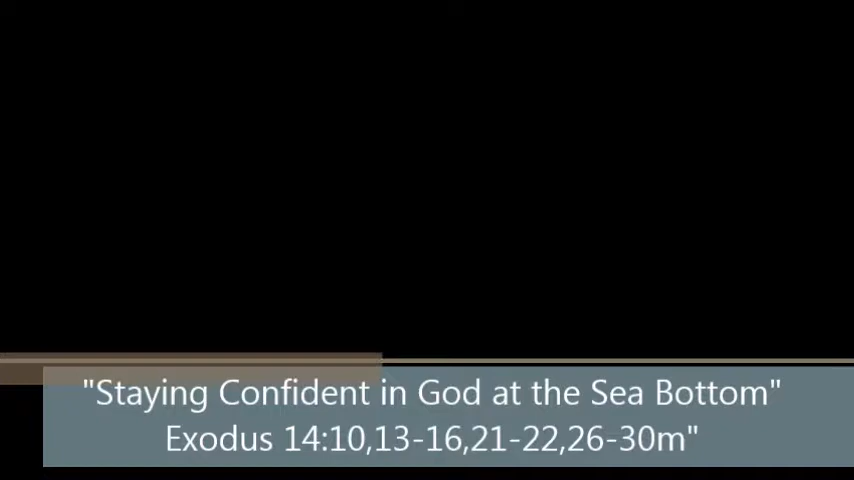 "Staying Confident in God at the Sea Bottom"
Exodus 14:10,13-16,21-22,26-30m"